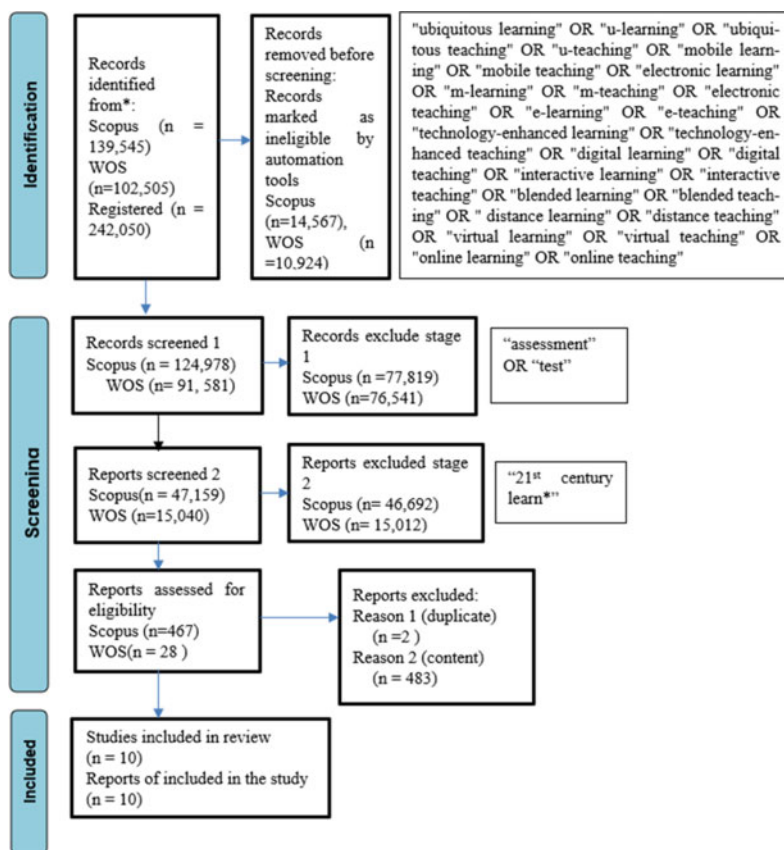 Identification
Records
identified
from*:
Scopus (n =
139,545)
WOS
(n=102,505)
Registered (n =
242,050)
Records
removed before
screening:
Records
marked as
ineligible by
automation
tools
Scopus
(n=14,567),
WOS (n
=10,924)
"ubiquitous learning" OR "u-learning" OR "ubiqui-
tous teaching" OR "u-teaching" OR "mobile learn-
ing" OR "mobile teaching" OR "electronic learning"
OR "m-learning" OR "m-teaching" OR "electronic
teaching" OR "e-learning" OR "e-teaching" OR
"technology-enhanced learning" OR "technology-en-
hanced teaching" OR "digital learning" OR "digital
teaching" OR "interactive learning" OR "interactive
teaching" OR "blended learning" OR "blended teach-
ing" OR " distance learning" OR "distance teaching"
OR "virtual learning" OR "virtual teaching" OR
"online learning" OR "online teaching"
Screening
Records screened 1
Scopus (n = 124,978)
WOS (n= 91, 581)
Records exclude stage
1
Scopus (n =77,819)
WOS (n=76,541)
“assessment”
OR “test”
Reports screened 2
Scopus(n = 47,159)
WOS (n=15,040)
Reports excluded stage
2
Scopus (n = 46,692)
WOS (n= 15,012)
“21st century
learn*”
Reports assessed for
eligibility
Scopus (n=467)
WOS(n = 28 )
Reports excluded:
Reason 1 (duplicate)
(n =2 )
Reason 2 (content)
(n = 483)
Included
Studies included in review
(n = 10)
Reports of included in the study
(n = 10)